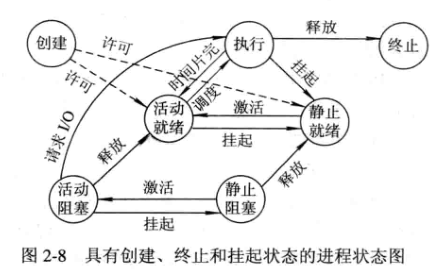 创建
许可
许可
执行
释放
终止
时间片完
调度
挂起
请求 I/O
活动
就绪
激活
挂起
静止
就绪
释放
释放
活动
阻塞
激活
挂起
静止
阻塞
图 2-8 具有创建、终止和挂起状态的进程状态图